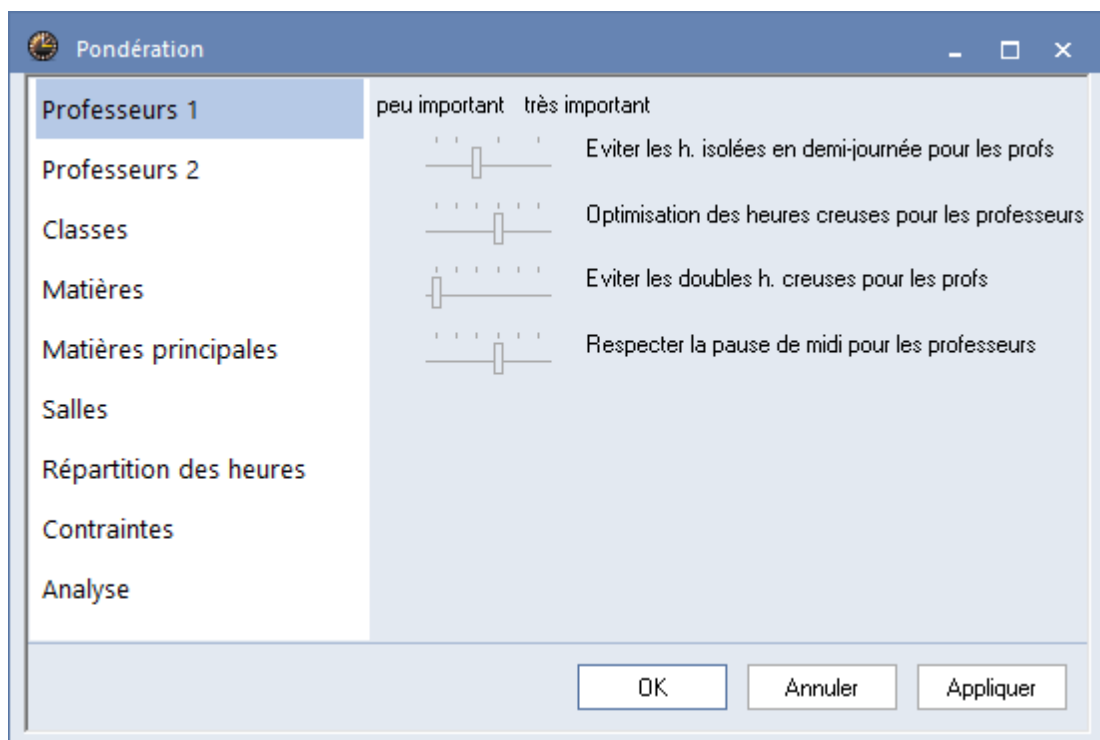 Pondération
Professeurs 1
Professeurs 2
Classes
Matières
Matières principales
Salles
Répartition des heures
Contraintes
Analyse
peu important très important
Eviter les h. isolées en demi-journée pour les profs
Optimisation des heures creuses pour les professeurs
Eviter les doubles h. creuses pour les profs
Respecter la pause de midi pour les professeurs
OK Annuler Appliquer